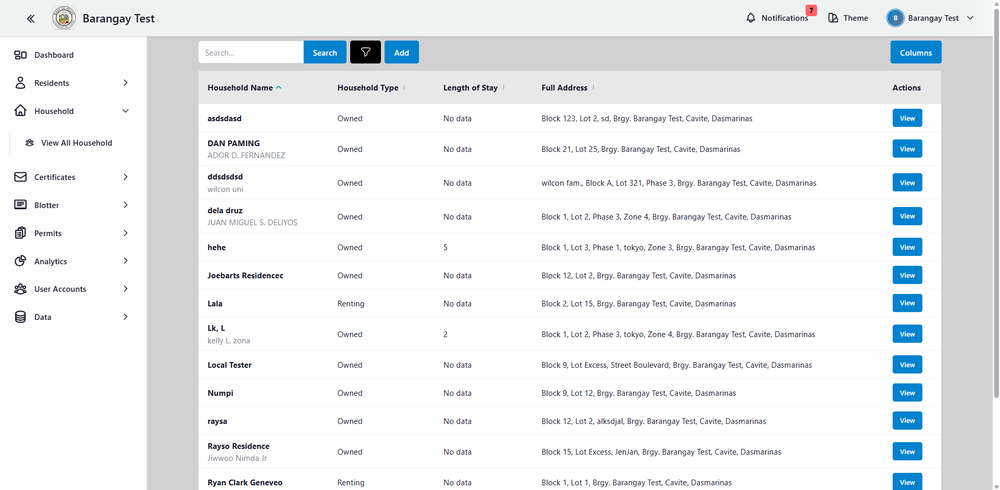 Barangay Test
Notifications
7
Theme
B
Barangay Test
Dashboard
Residents
Household
View All Household
Certificates
Blotter
Permits
Analytics
User Accounts
Data
Search...
Search
Add
Columns
Household Name Household Type Length of Stay Full Address Actions
asdsdasd Owned No data Block 123, Lot 2, sd, Brgy. Barangay Test, Cavite, Dasmarinas View
DAN PAMING
ADOR D. FERNANDEZ
Owned No data Block 21, Lot 25, Brgy. Barangay Test, Cavite, Dasmarinas View
ddsdsdsd
wilcon uni
Owned No data wilcon fam., Block A, Lot 321, Phase 3, Brgy. Barangay Test, Cavite, Dasmarinas View
dela druz
JUAN MIGUEL S. DELIYOS
Owned No data Block 1, Lot 2, Phase 3, Zone 4, Brgy. Barangay Test, Cavite, Dasmarinas View
hehe Owned 5 Block 1, Lot 3, Phase 1, tokyo, Zone 3, Brgy. Barangay Test, Cavite, Dasmarinas View
Joebarts Residencec Owned No data Block 12, Lot 2, Brgy. Barangay Test, Cavite, Dasmarinas View
Lala Renting No data Block 2, Lot 15, Brgy. Barangay Test, Cavite, Dasmarinas View
Lk, L
kelly L. zona
Owned 2 Block 1, Lot 2, Phase 3, tokyo, Zone 4, Brgy. Barangay Test, Cavite, Dasmarinas View
Local Tester Owned No data Block 9, Lot Excess, Street Boulevard, Brgy. Barangay Test, Cavite, Dasmarinas View
Numpi Owned No data Block 9, Lot 12, Brgy. Barangay Test, Cavite, Dasmarinas View
raysa Owned No data Block 12, Lot 2, alksdjal, Brgy. Barangay Test, Cavite, Dasmarinas View
Rayso Residence
Jiwwoo Nimda Jr
Owned No data Block 15, Lot Excess, JenJan, Brgy. Barangay Test, Cavite, Dasmarinas View
Ryan Clark Geneveo Renting No data Block 1, Lot 1, Brgy. Barangay Test, Cavite, Dasmarinas View